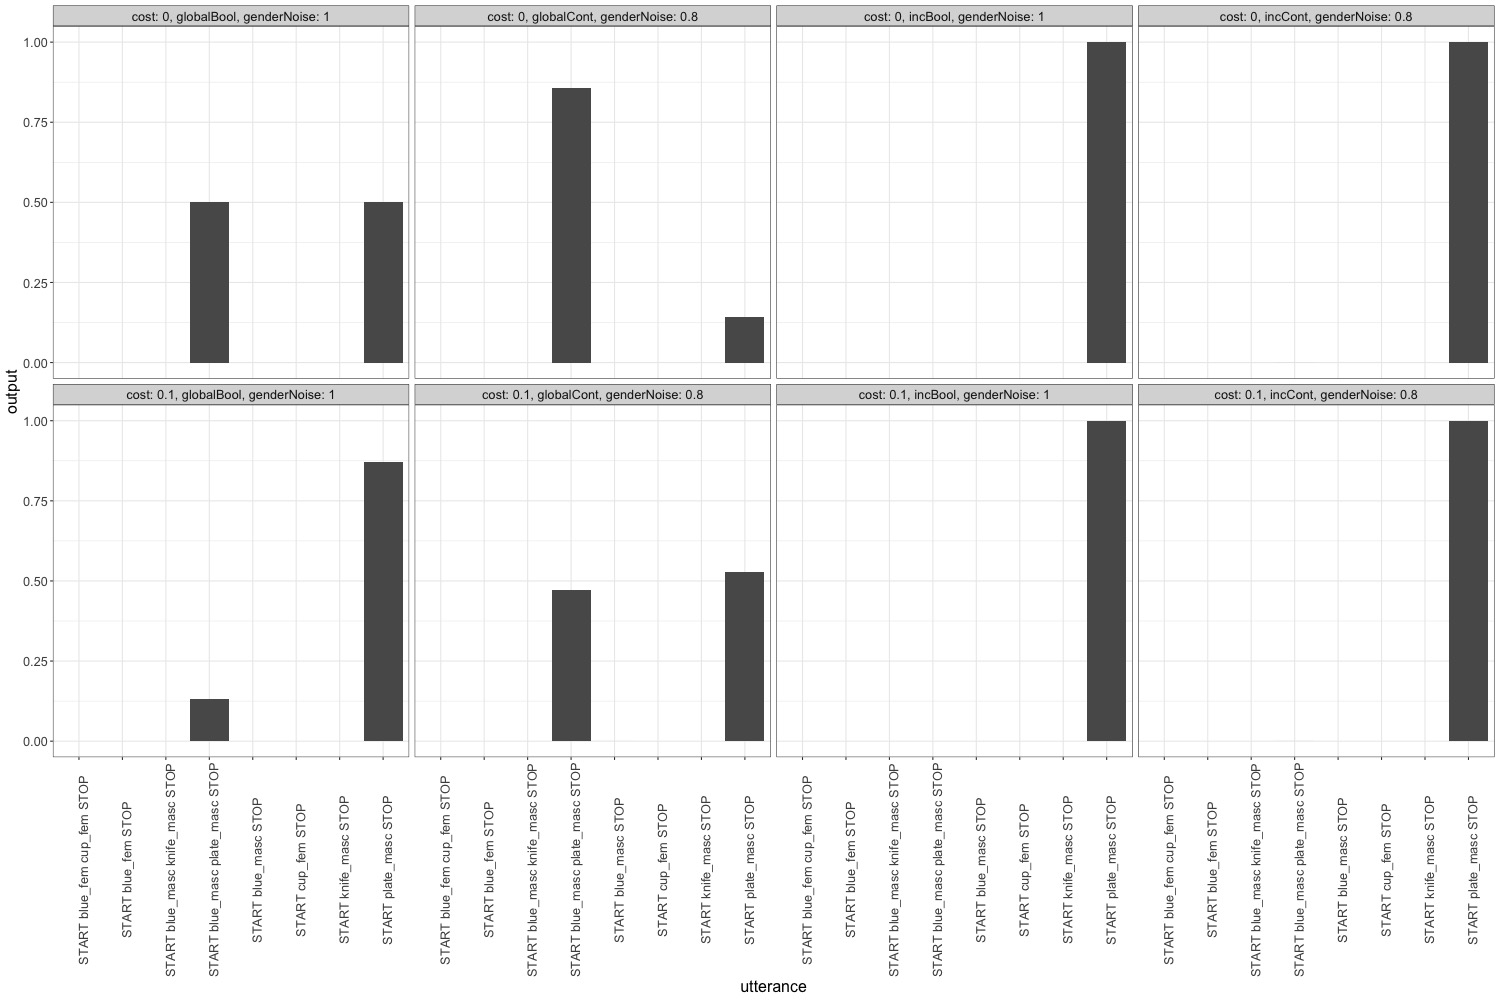 cost: 0, globalBool, genderNoise: 1
cost: 0, globalCont, genderNoise: 0.8
cost: 0, incBool, genderNoise: 1
cost: 0, incCont, genderNoise: 0.8
1.00
0.75
0.50
0.25
0.00
output
cost: 0.1, globalBool, genderNoise: 1
cost: 0.1, globalCont, genderNoise: 0.8
cost: 0.1, incBool, genderNoise: 1
cost: 0.1, incCont, genderNoise: 0.8
1.00
0.75
0.50
0.25
0.00
START blue_fem cup_fem STOP
START blue_fem STOP
START blue_masc knife_masc STOP
START blue_masc plate_masc STOP
START blue_masc STOP
START cup_fem STOP
START knife_masc STOP
START plate_masc STOP
START blue_fem cup_fem STOP
START blue_fem STOP
START blue_masc knife_masc STOP
START blue_masc plate_masc STOP
START blue_masc STOP
START cup_fem STOP
START knife_masc STOP
START plate_masc STOP
START blue_fem cup_fem STOP
START blue_fem STOP
START blue_masc knife_masc STOP
START blue_masc plate_masc STOP
START blue_masc STOP
START cup_fem STOP
START knife_masc STOP
START plate_masc STOP
START blue_fem cup_fem STOP
START blue_fem STOP
START blue_masc knife_masc STOP
START blue_masc plate_masc STOP
START blue_masc STOP
START cup_fem STOP
START knife_masc STOP
START plate_masc STOP
utterance